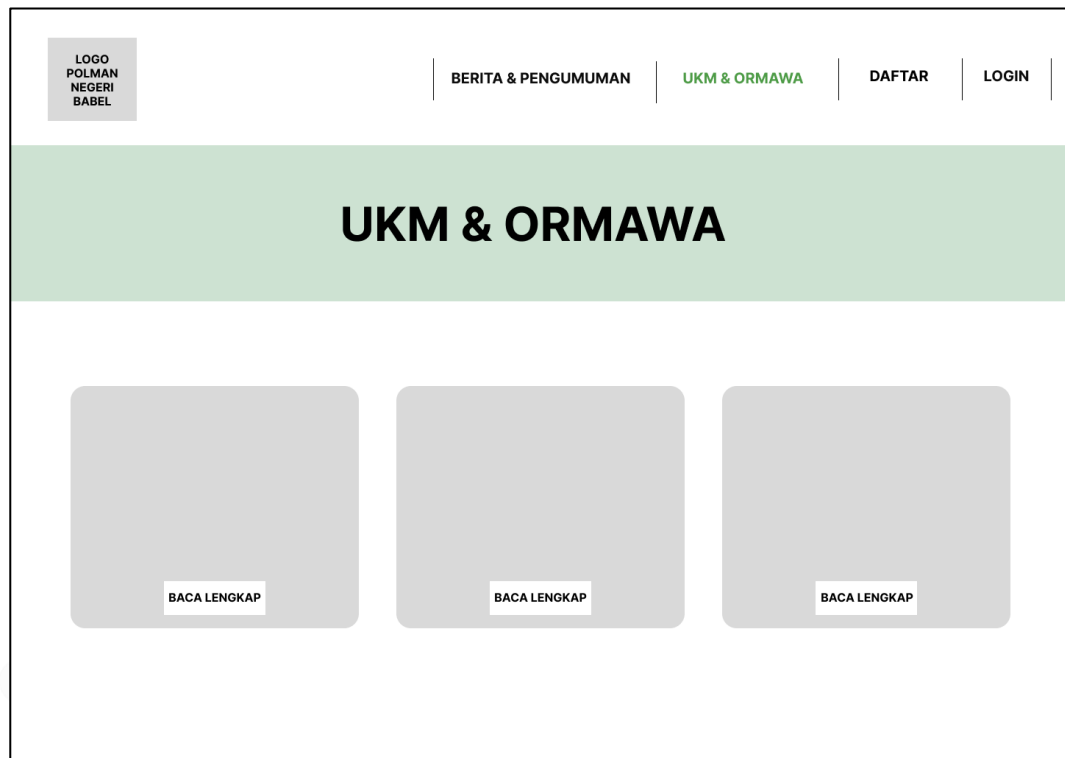 LOGO
POLMAN
NEGERI
BABEL
BERITA & PENGUMUMAN
UKM & ORMAWA
DAFTAR
LOGIN
UKM & ORMAWA
BACA LENGKAP
BACA LENGKAP
BACA LENGKAP